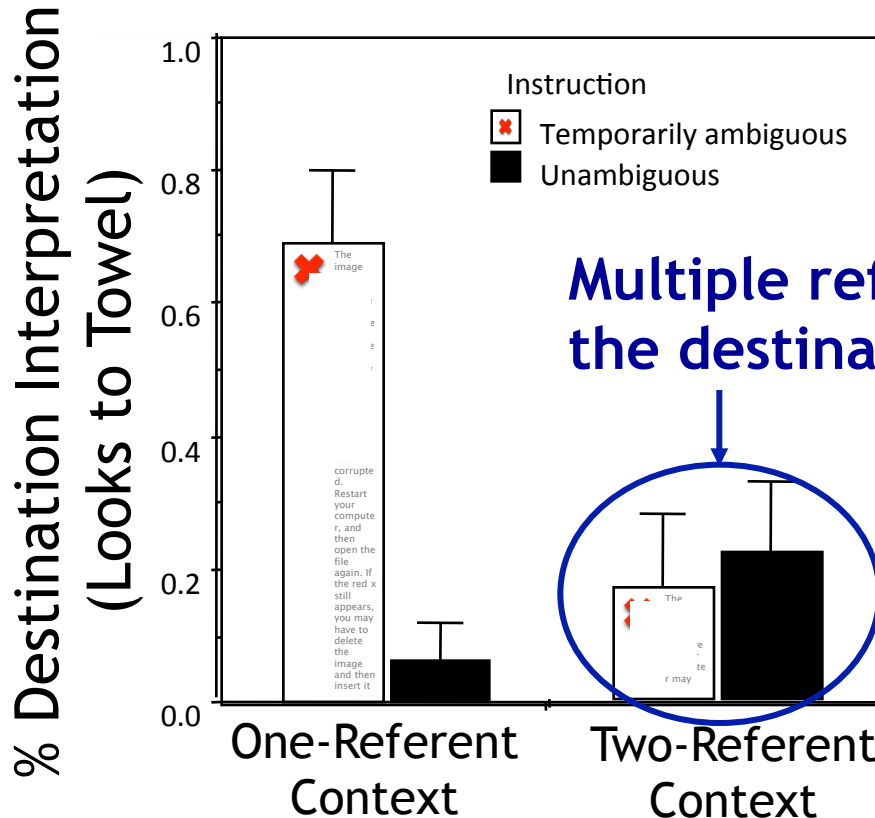 % Destination Interpretation
(Looks to Towel)
1.0
0.8
0.6
0.4
0.2
0.0
Instruction
Temporarily ambiguous
Unambiguous
The
image
corrupte
d.
Restart
your
compute
r, and
then
open the
file
again. If
the red x
still
appears,
you may
have to
delete
the
image
and then
insert it
Multiple ref
the destina
The
r may
One-Referent
Context
Two-Referent
Context